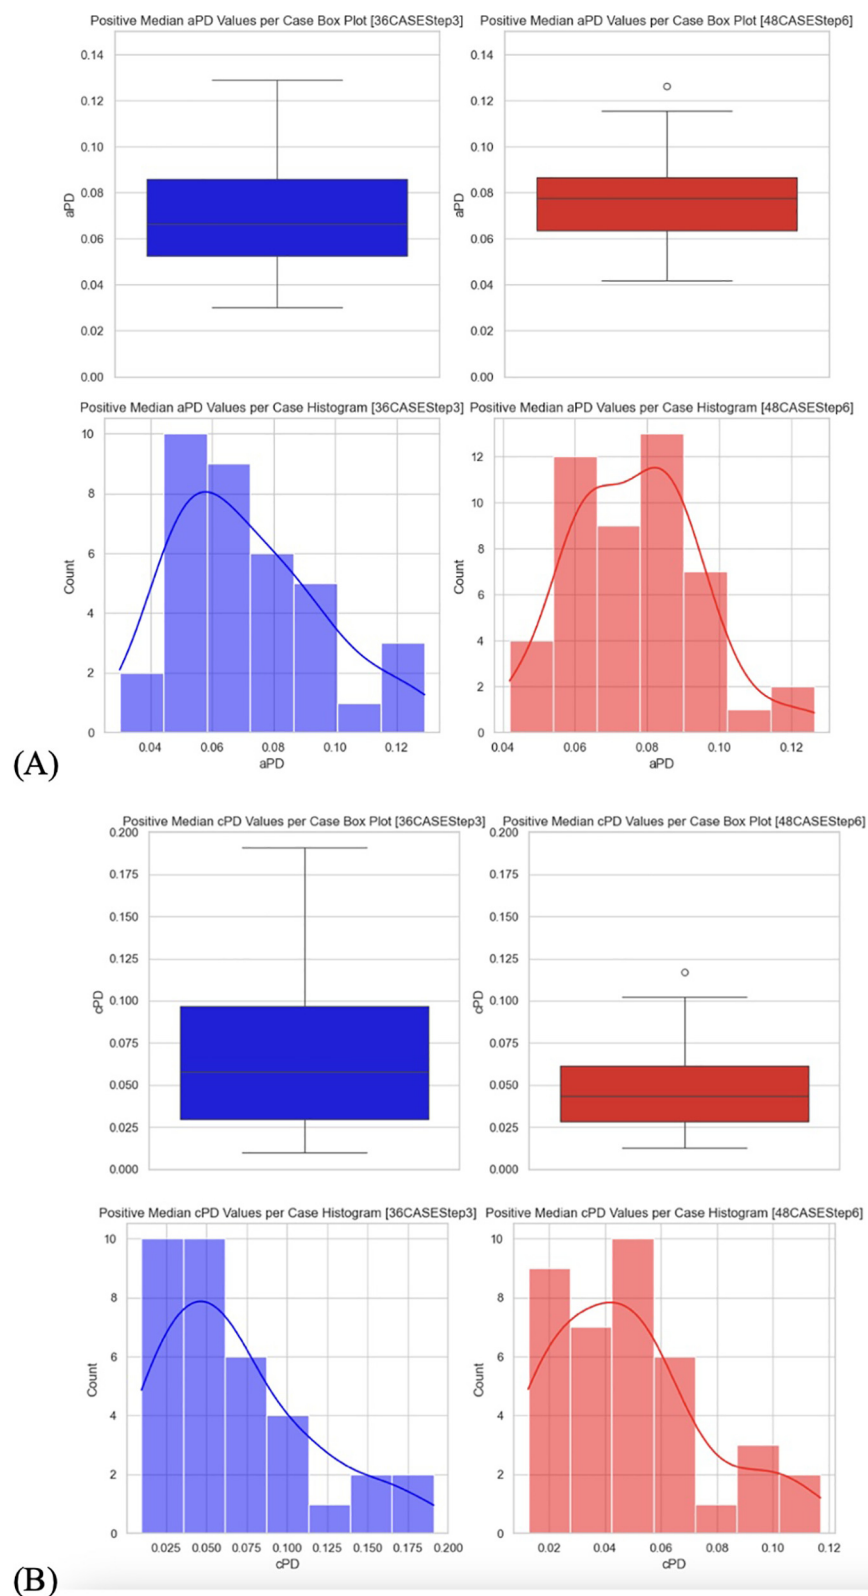 Positive Median aPD Values per Case Box Plot [36CASEStep3]
Positive Median aPD Values per Case Box Plot [48CASEStep6]
0.14
0.12
0.10
0.08
0.06
0.04
0.02
0.00
aPD
0.14
0.12
0.10
0.08
0.06
0.04
0.02
0.00
aPD
Positive Median aPD Values per Case Histogram [36CASEStep3]
Positive Median aPD Values per Case Histogram [48CASEStep6]
10
8
6
4
2
0
Count
0.04 0.06 0.08 0.10 0.12
aPD
12
10
8
6
4
2
0
Count
0.04 0.06 0.08 0.10 0.12
aPD
(A)
Positive Median cPD Values per Case Box Plot [36CASEStep3]
Positive Median cPD Values per Case Box Plot [48CASEStep6]
0.200
0.175
0.150
0.125
0.100
0.075
0.050
0.025
0.000
cPD
0.200
0.175
0.150
0.125
0.100
0.075
0.050
0.025
0.000
cPD
Positive Median cPD Values per Case Histogram [36CASEStep3]
Positive Median cPD Values per Case Histogram [48CASEStep6]
10
8
6
4
2
0
Count
0.025 0.050 0.075 0.100 0.125 0.150 0.175 0.200
cPD
10
8
6
4
2
0
Count
0.02 0.04 0.06 0.08 0.10 0.12
cPD
(B)